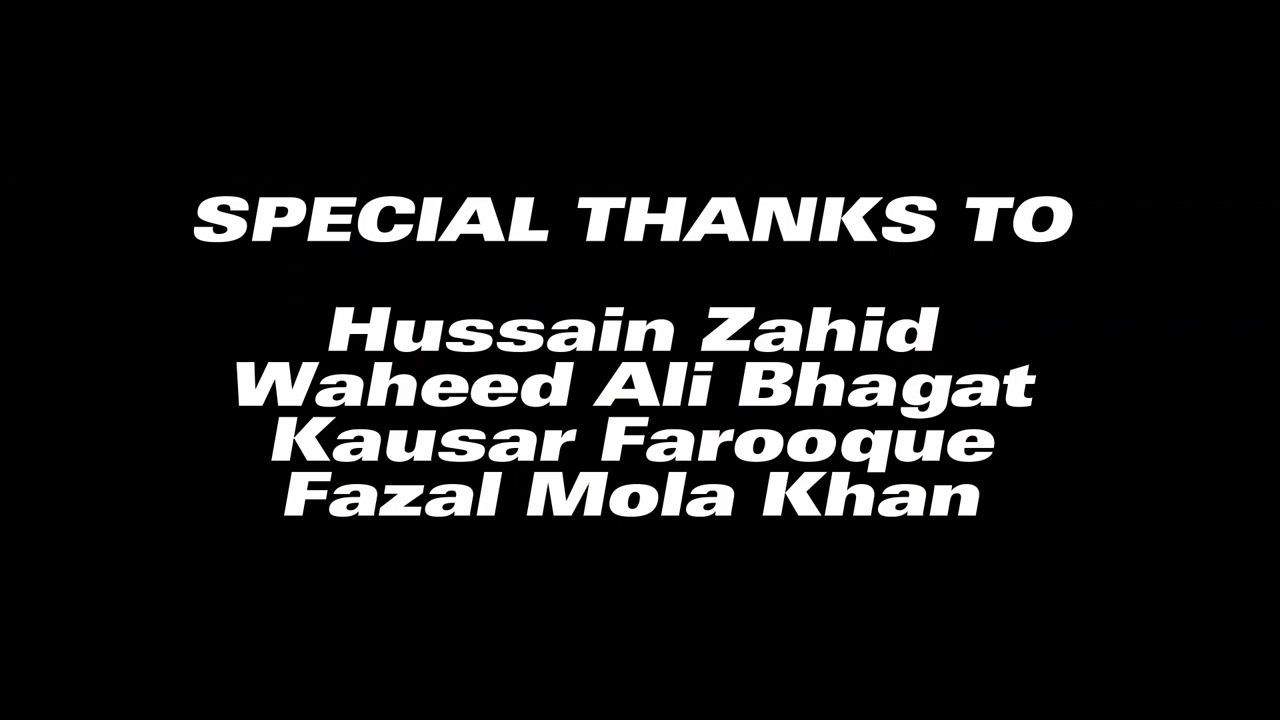 SPECIAL THANKS TO
Hussain Zahid
Waheed Ali Bhagat
Kausar Farooque
Fazal Mola Khan